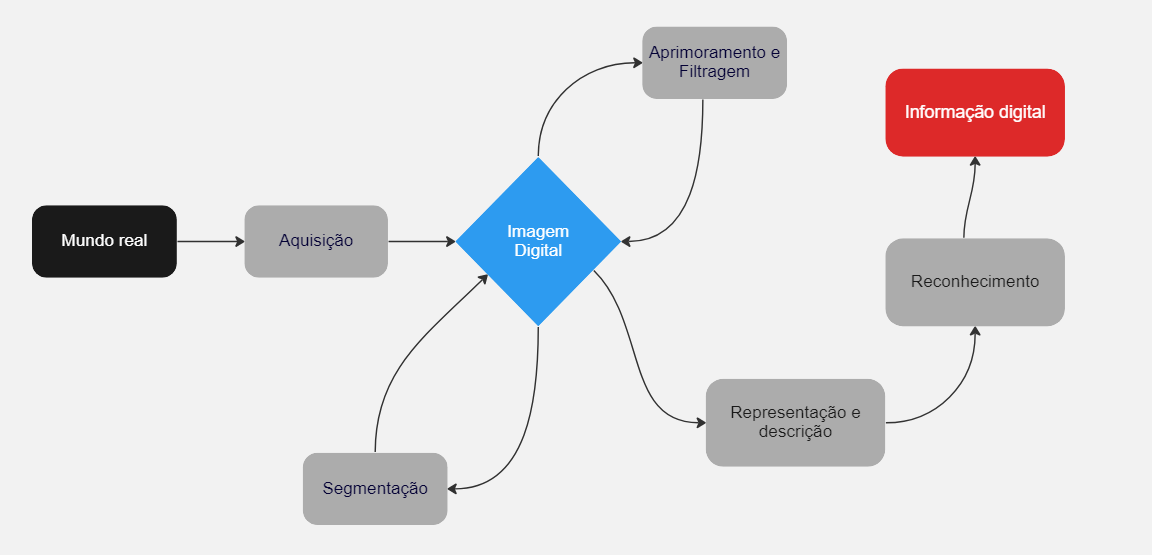 Aprimoramento e
Filtragem
Informação digital
Mundo real
Aquisição
Imagem
Digital
Reconhecimento
Representação e
descrição
Segmentação